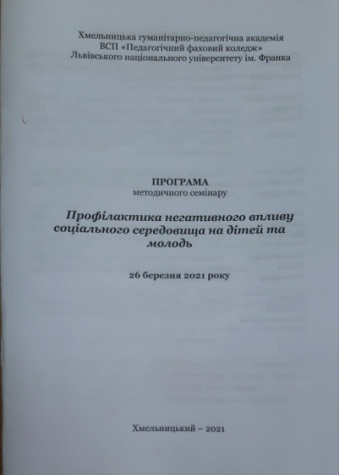 Хмельницька гуманітарно-педагогічна академія
ВСП «Педагогічний фаховий коледж»
Львівського національного університету ім. Франка
ПРОГРАМА
методичного семінару
Профілактика негативного впливу
соціального середовища на дітей та
молодь
26 березня 2021 року
Хмельницький – 2021